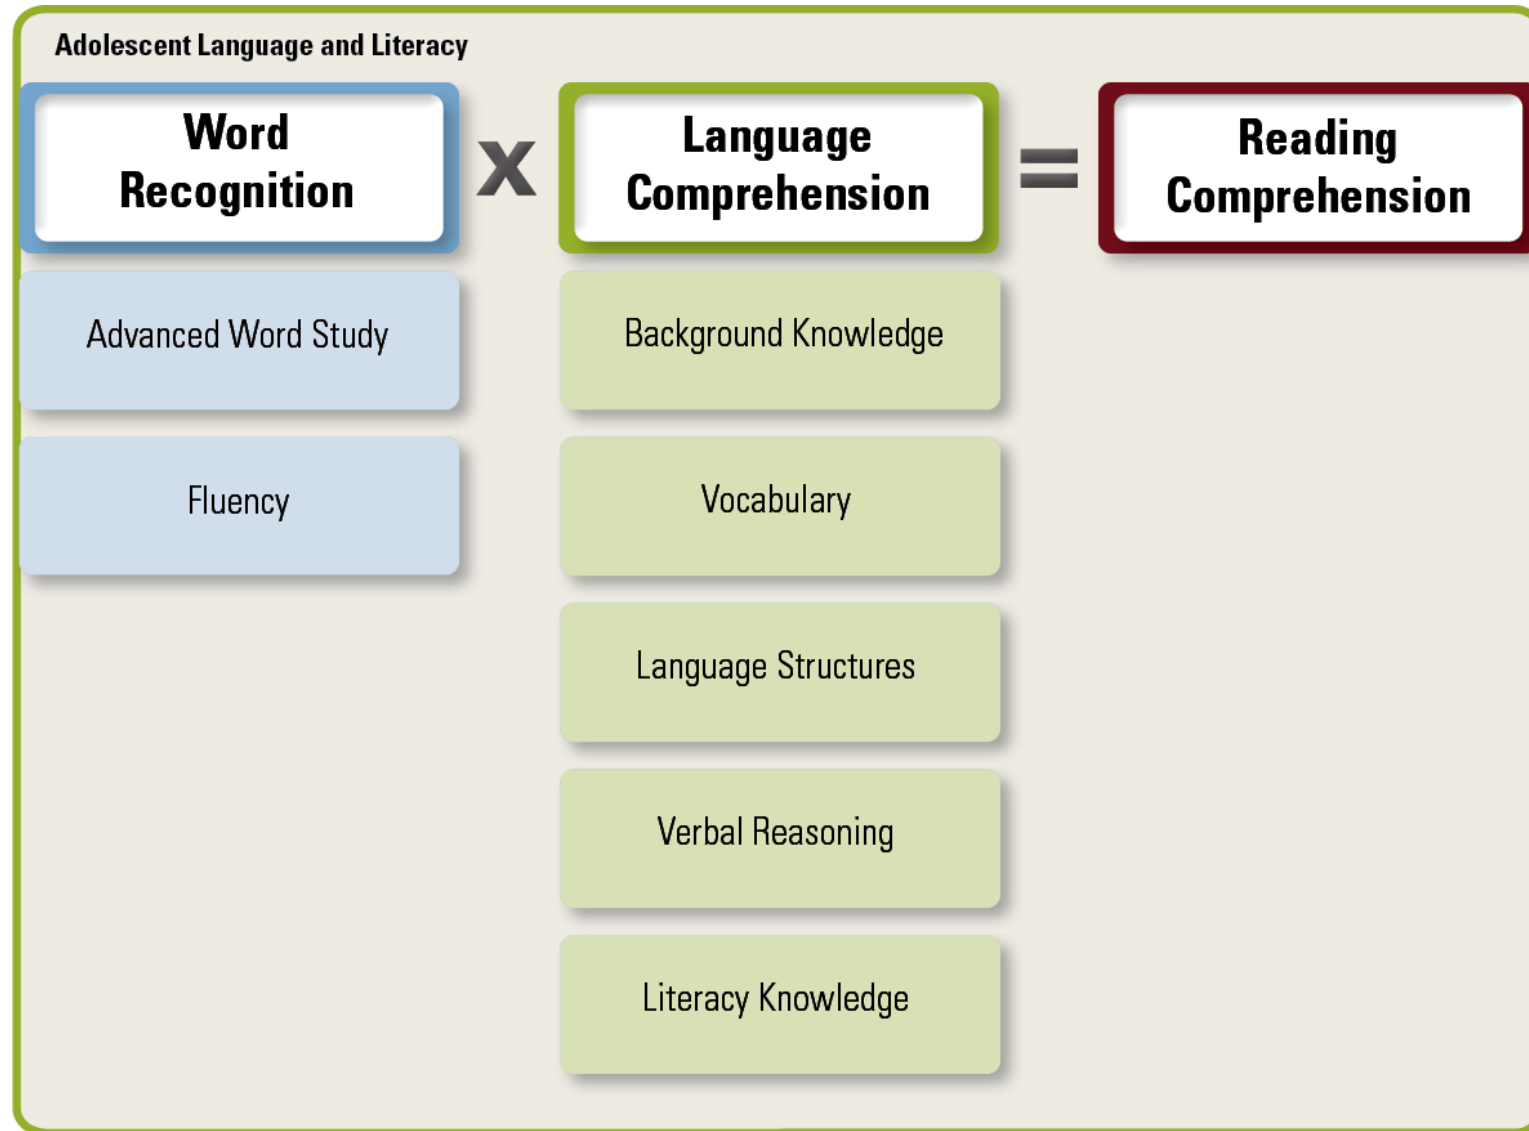 Adolescent Language and Literacy
Word
Recognition
x
Language
Comprehension
=
Reading
Comprehension
Advanced Word Study
Fluency
Background Knowledge
Vocabulary
Language Structures
Verbal Reasoning
Literacy Knowledge